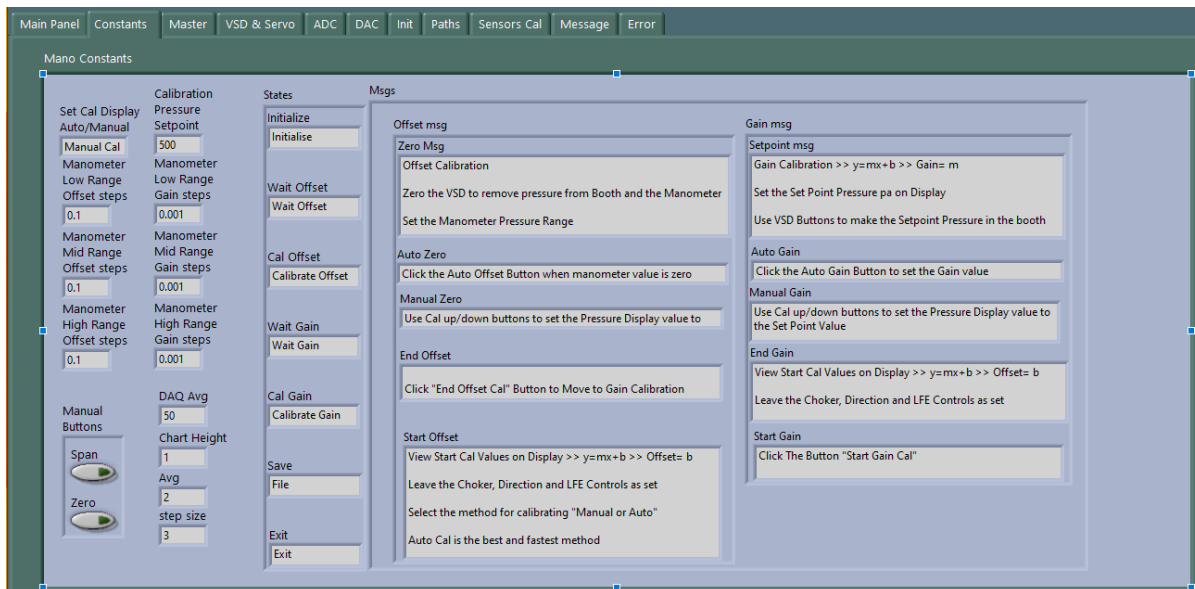 Main Panel
Constants
Master
VSD & Servo
ADC
DAC
Init
Paths
Sensors Cal
Message
Error
Mano Constants
Set Cal Display
Auto/Manual
Manual Cal
Manometer
Low Range
Offset steps
0.1
Manometer
Mid Range
Offset steps
0.1
Manometer
High Range
Offset steps
0.1
Manual
Buttons
Span
Zero
Calibration
Pressure
Setpoint
500
Manometer
Low Range
Gain steps
0.001
Manometer
Mid Range
Gain steps
0.001
Manometer
High Range
Gain steps
0.001
DAQ Avg
50
Chart Height
1
Avg
2
step size
3
States
Initialize
Initialise
Wait Offset
Wait Offset
Cal Offset
Calibrate Offset
Wait Gain
Wait Gain
Cal Gain
Calibrate Gain
Save
File
Exit
Exit
Msgs
Offset msg
Zero Msg
Offset Calibration
Zero the VSD to remove pressure from Booth and the Manometer
Set the Manometer Pressure Range
Auto Zero
Click the Auto Offset Button when manometer value is zero
Manual Zero
Use Cal up/down buttons to set the Pressure Display value to
End Offset
Click "End Offset Cal" Button to Move to Gain Calibration
Start Offset
View Start Cal Values on Display >> y=mx+b >> Offset= b
Leave the Choker, Direction and LFE Controls as set
Select the method for calibrating "Manual or Auto"
Auto Cal is the best and fastest method
Gain msg
Setpoint msg
Gain Calibration >> y=mx+b >> Gain= m
Set the Set Point Pressure pa on Display
Use VSD Buttons to make the Setpoint Pressure in the booth
Auto Gain
Click the Auto Gain Button to set the Gain value
Manual Gain
Use Cal up/down buttons to set the Pressure Display value to
the Set Point Value
End Gain
View Start Cal Values on Display >> y=mx+b >> Offset= b
Leave the Choker, Direction and LFE Controls as set
Start Gain
Click The Button "Start Gain Cal"